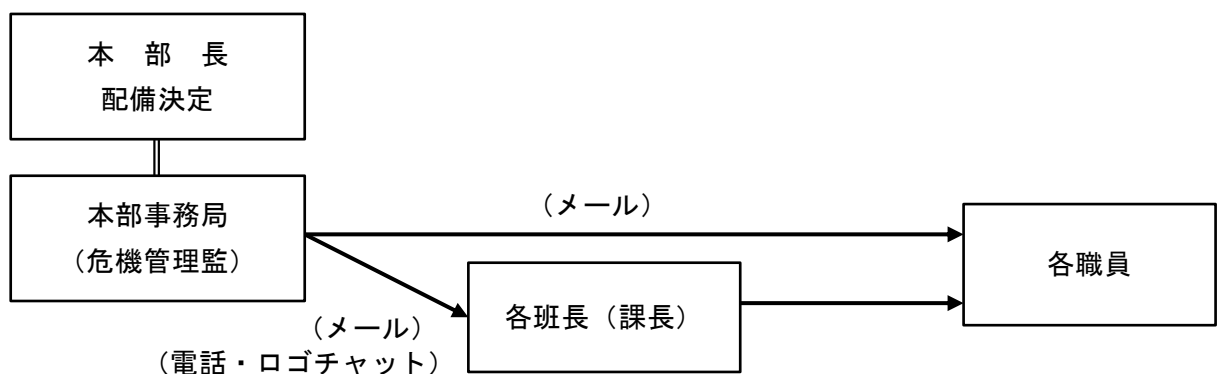 本　部　長
配備決定
本部事務局
（危機管理監）
（メール）
各職員
各班長（課長）
（メール）
（電話・ロゴチャット）